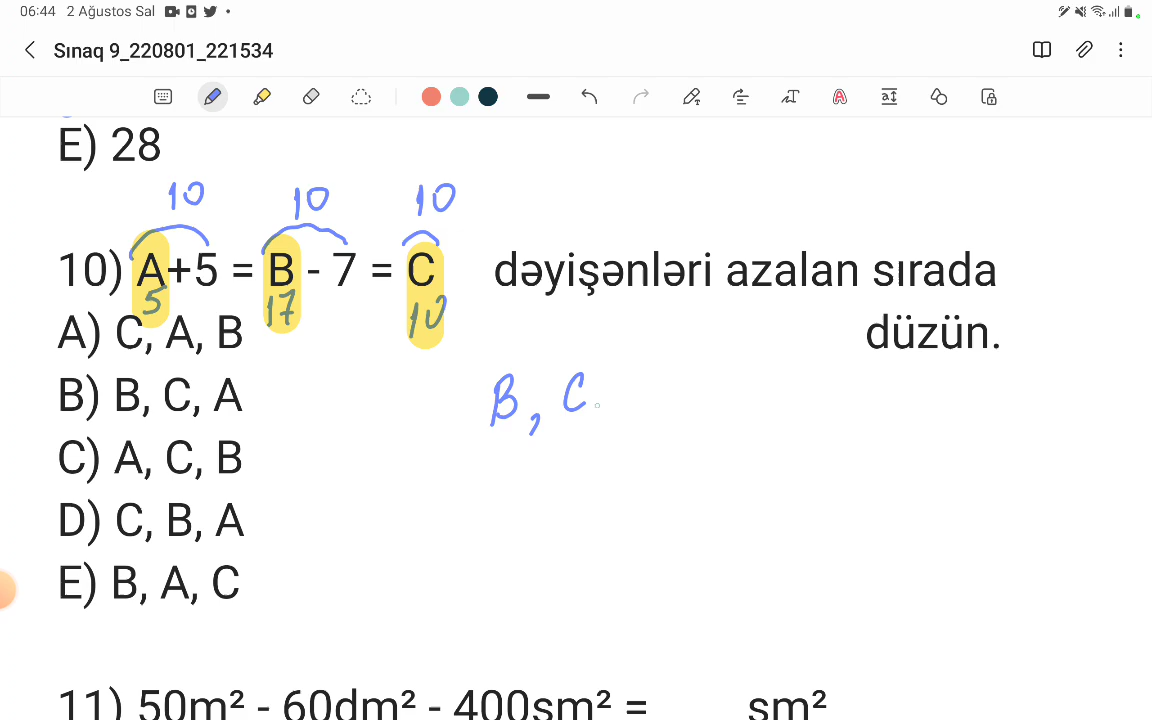 06:44 2 Ağustos Sal •
Sınaq 9_220801_221534
E) 28
10 10 10
10) A+5 = B - 7 = C dəyişənləri azalan sırada
5 17 10
A) C, A, B düzün.
B) B, C, A
B, C
C) A, C, B
D) C, B, A
E) B, A, C
11) 50m² - 60dm² - 400sm² = ___ sm²